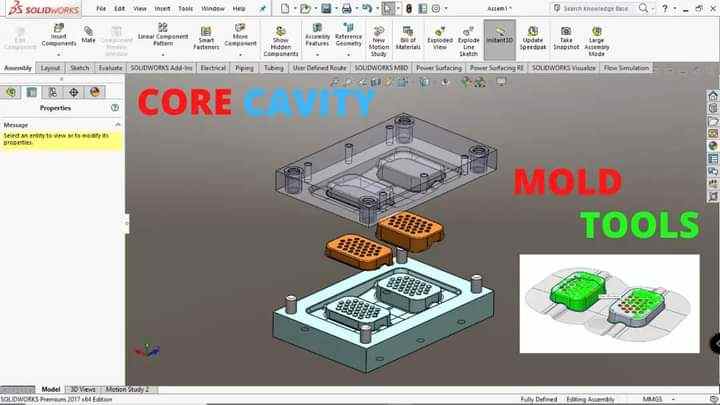 SOLIDWORKS File Edit View Insert Tools Window Help Assem1 * Search knowledge base
Edit Component
Insert Components
Mate
Component Preview Window
Linear Component Pattern
Smart Fasteners
Move Component
Show Hidden Components
Assembly Features
Reference Geometry
New Motion Study
Bill of Materials
Exploded View
Explode Line Sketch
Instant3D
Update Speedpak
Take Snapshot
Large Assembly Mode
Assembly Layout Sketch Evaluate SOLIDWORKS Add-Ins Electrical Piping Tubing User Defined Route SOLIDWORKS MBD Power Surfacing Power Surfacing RE SOLIDWORKS Visualize Flow Simulation
Properties
Message
Select an entity to view or to modify its
properties.
CORE CAVITY
MOLD
TOOLS
Model 3D Views Motion Study 2
SOLIDWORKS Premium 2017 x64 Edition Fully Defined Editing Assembly MMGS